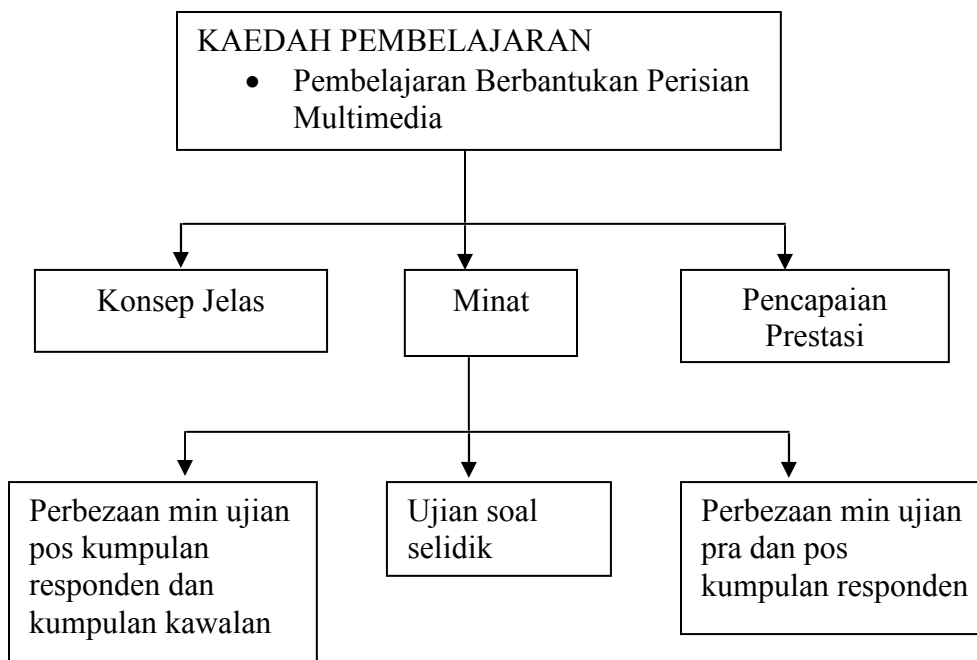 KAEDAH PEMBELAJARAN
• Pembelajaran Berbantukan Perisian
Multimedia
Konsep Jelas
Minat
Pencapaian
Prestasi
Perbezaan min ujian
pos kumpulan
responden dan
kumpulan kawalan
Ujian soal
selidik
Perbezaan min ujian
pra dan pos
kumpulan responden